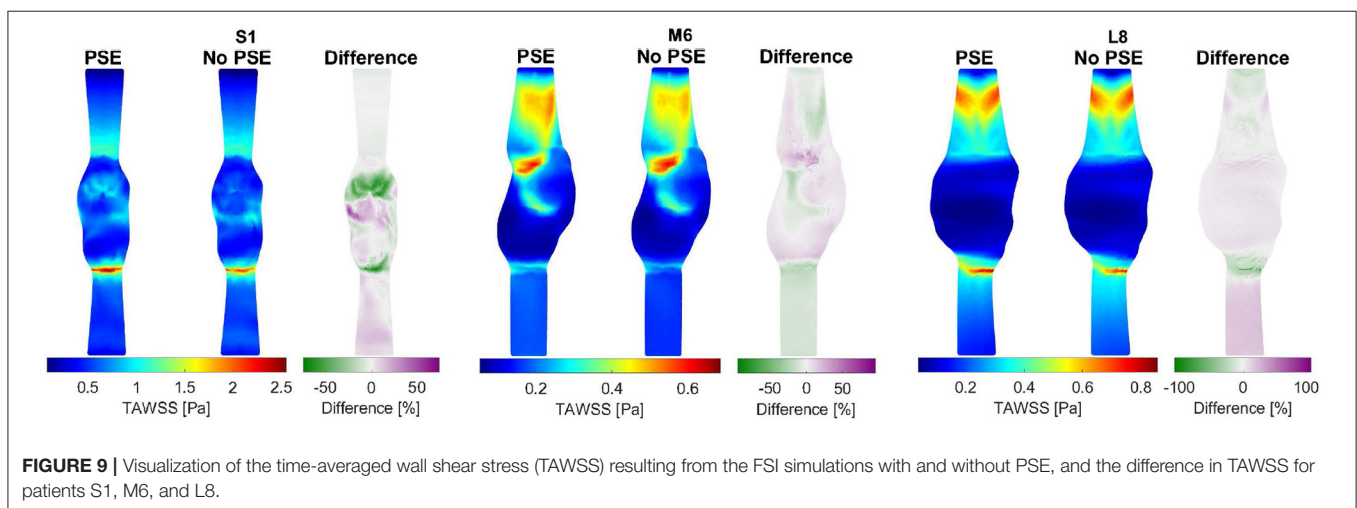 S1
PSE No PSE Difference
M6
PSE No PSE Difference
L8
PSE No PSE Difference
0.5 1 1.5 2 2.5
TAWSS [Pa]
-50 0 50
Difference [%]
0.2 0.4 0.6
TAWSS [Pa]
-50 0 50
Difference [%]
0.2 0.4 0.6 0.8
TAWSS [Pa]
-100 0 100
Difference [%]
FIGURE 9 | Visualization of the time-averaged wall shear stress (TAWSS) resulting from the FSI simulations with and without PSE, and the difference in TAWSS for
patients S1, M6, and L8.